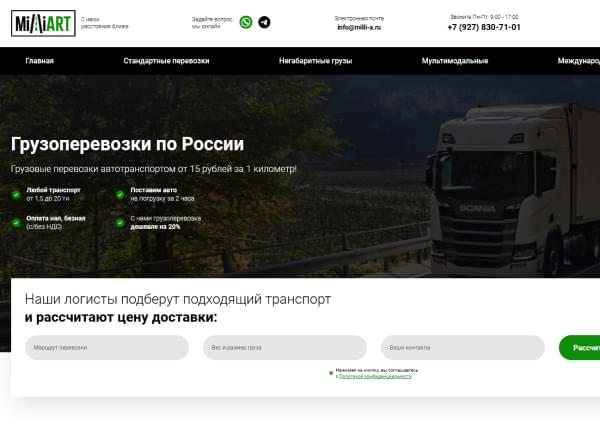 MilliART
С нами
расстояния ближе
Задайте вопрос,
мы онлайн
Электронная почта
info@milli-a.ru
Звоните Пн-Пт: 9:00 - 17:00
+7 (927) 830-71-01
Главная
Стандартные перевозки
Негабаритные грузы
Мультимодальные
Международ
Грузоперевозки по России
Грузовые перевозки автотранспортом от 15 рублей за 1 километр!
Любой транспорт
от 1,5 до 20 тн
Поставим авто
на погрузку за 2 часа
Оплата нал, безнал
(с/без НДС)
С нами грузоперевозка
дешевле на 20%
SCANIA
Наши логисты подберут подходящий транспорт
и рассчитают цену доставки:
Маршрут перевозки
Вес и размер груза
Ваши контакты
Рассчит
Нажимая на кнопку, вы соглашаетесь
с Политикой конфиденциальности